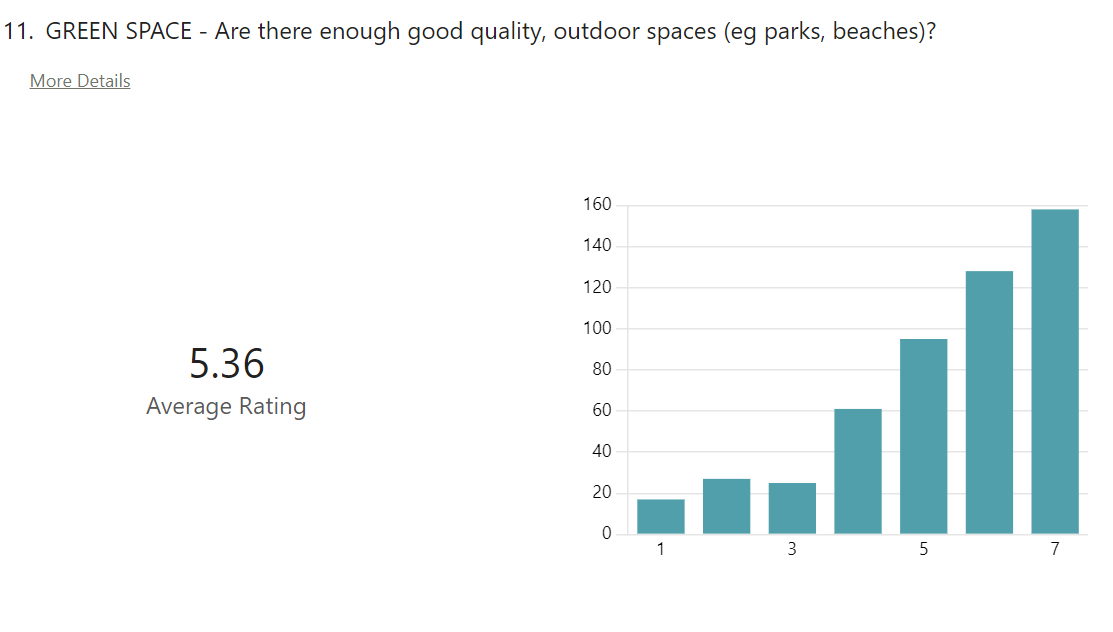 11. GREEN SPACE - Are there enough good quality, outdoor spaces (eg parks, beaches)?
More Details
5.36
Average Rating
160
140
120
100
80
60
40
20
0
1 3 5 7